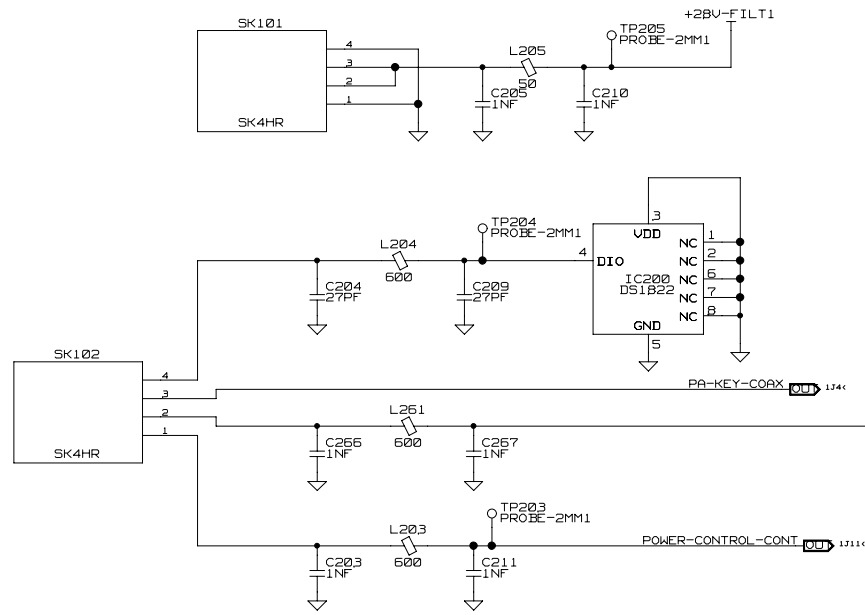 SK101
4
3
2
1
SK4HR
L205
50
C205
1NF
TP205
PROBE-2MM1
C210
1NF
+28V-FILT1
TP204
PROBE-2MM1
L204
600
C204
27PF
C209
27PF
3
VDD
4
DIO
NC
1
NC
2
IC200
DS1822
NC
6
NC
7
NC
8
GND
5
SK102
4
3
2
1
SK4HR
PA-KEY-COAX
OUT
1J4<
L261
600
C266
1NF
C267
1NF
TP203
PROBE-2MM1
L203
600
POWER-CONTROL-CONT
OUT
1J11<
C203
1NF
C211
1NF